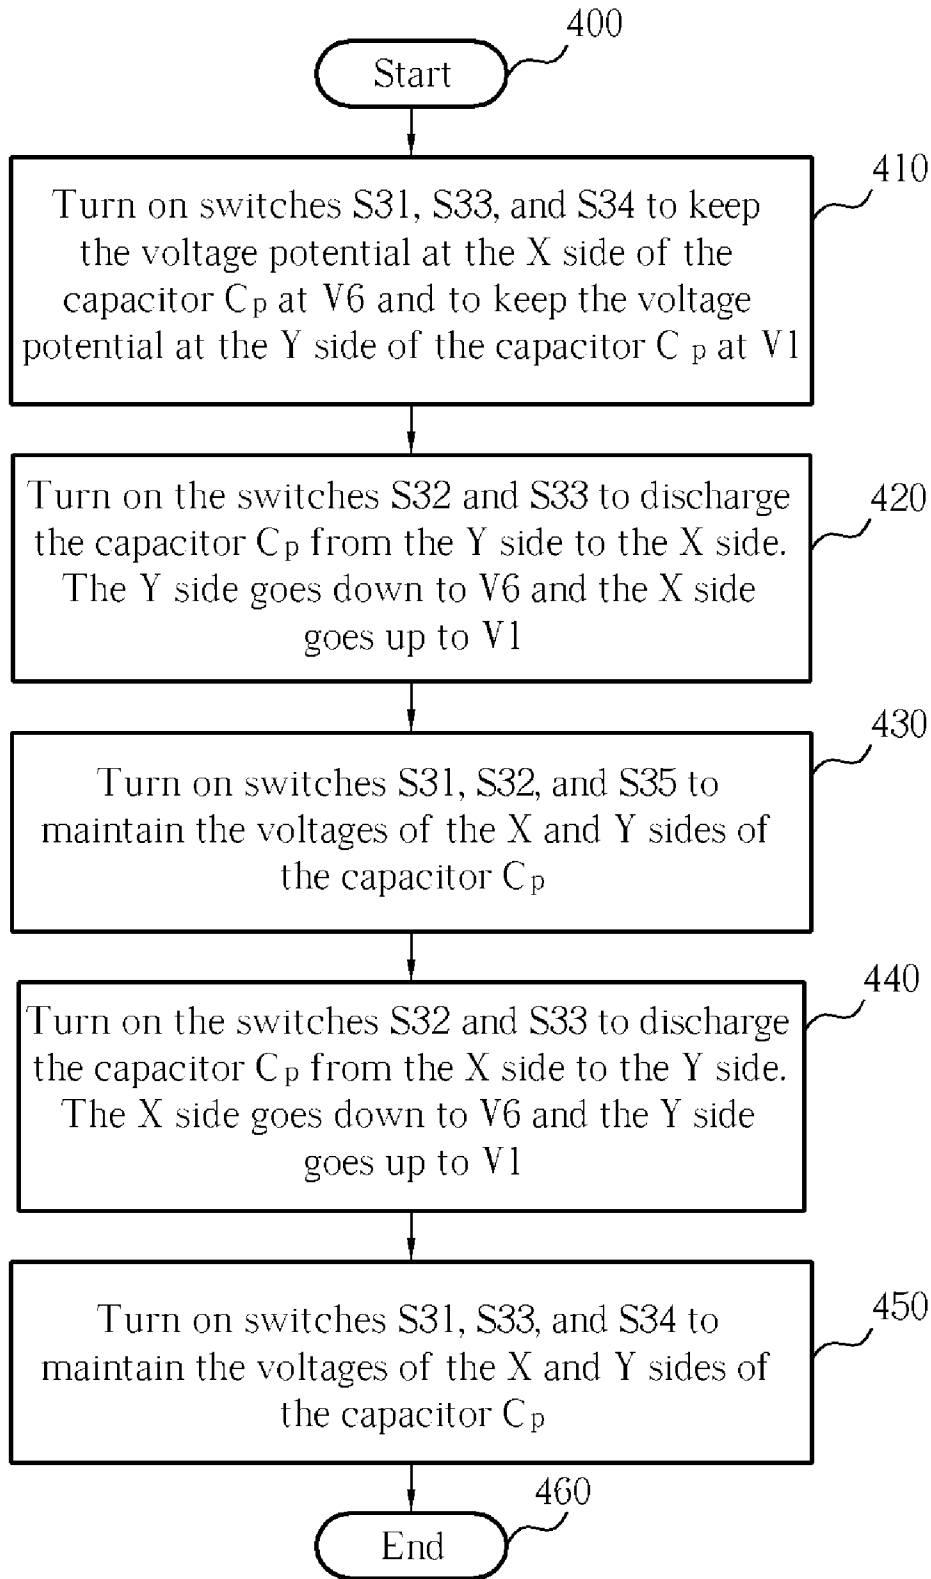 400
Start
410
Turn on switches S31, S33, and S34 to keep
the voltage potential at the X side of the
capacitor Cp at V6 and to keep the voltage
potential at the Y side of the capacitor C p at V1
420
Turn on the switches S32 and S33 to discharge
the capacitor Cp from the Y side to the X side.
The Y side goes down to V6 and the X side
goes up to V1
430
Turn on switches S31, S32, and S35 to
maintain the voltages of the X and Y sides of
the capacitor Cp
440
Turn on the switches S32 and S33 to discharge
the capacitor Cp from the X side to the Y side.
The X side goes down to V6 and the Y side
goes up to V1
450
Turn on switches S31, S33, and S34 to
maintain the voltages of the X and Y sides of
the capacitor Cp
460
End